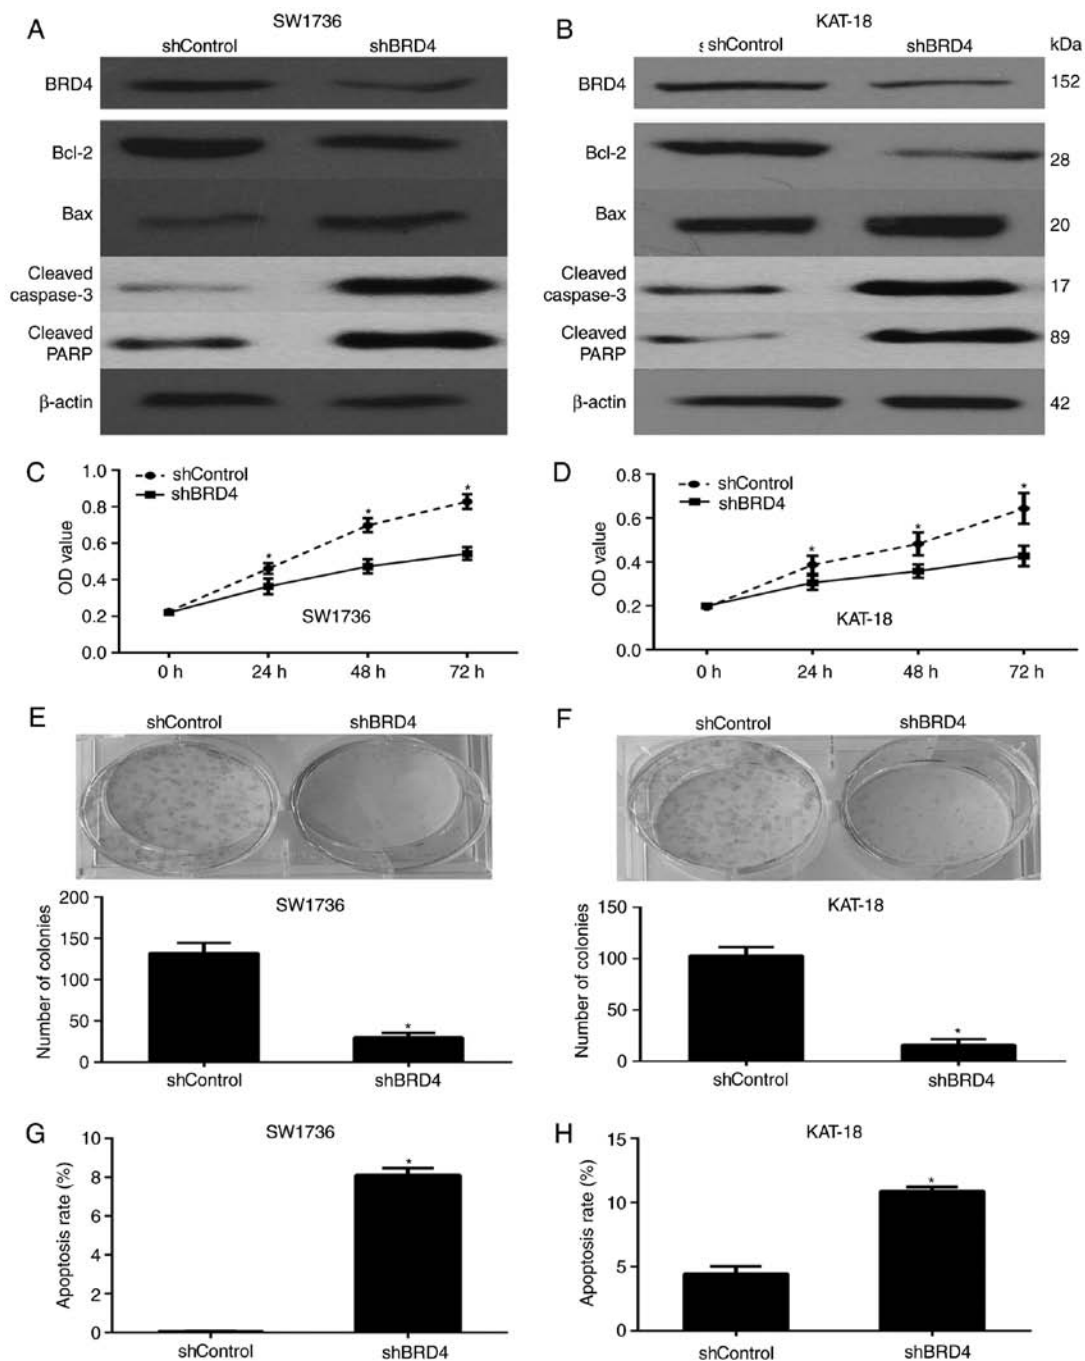 A SW1736
shControl shBRD4
BRD4
Bcl-2
Bax
Cleaved
caspase-3
Cleaved
PARP
β-actin
B KAT-18
s shControl shBRD4 kDa
BRD4 152
Bcl-2 28
Bax 20
Cleaved
caspase-3 17
Cleaved
PARP 89
β-actin 42
C
1.0
0.8
0.6
0.4
0.2
0.0
OD value
shControl
shBRD4
* * *
SW1736
0 h 24 h 48 h 72 h
D
0.8
0.6
0.4
0.2
0.0
OD value
shControl
shBRD4
* * *
KAT-18
0 h 24 h 48 h 72 h
E
shControl shBRD4
SW1736
200
150
100
50
0
Number of colonies
*
shControl shBRD4
F
shControl shBRD4
KAT-18
150
100
50
0
Number of colonies
*
shControl shBRD4
G
SW1736
10
8
6
4
2
0
Apoptosis rate (%)
*
shControl shBRD4
H
KAT-18
15
10
5
0
Apoptosis rate (%)
*
shControl shBRD4